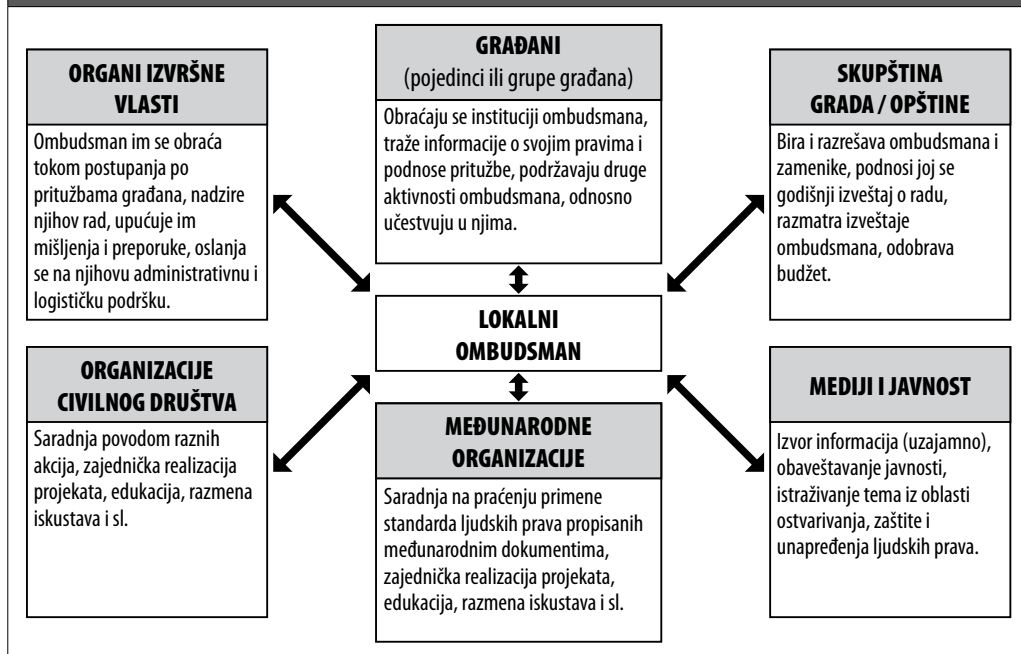 ORGANI IZVRŠNE
VLASTI
Ombudsman im se obraća
tokom postupanja po
pritužbama građana, nadzire
njihov rad, upućuje im
mišljenja i preporuke, oslanja
se na njihovu administrativnu i
logističku podršku.
GRAĐANI
(pojedinci ili grupe građana)
Obraćaju se instituciji ombudsmana,
traže informacije o svojim pravima i
podnose pritužbe, podržavaju druge
aktivnosti ombudsmana, odnosno
učestvuju u njima.
SKUPŠTINA
GRADA / OPŠTINE
Bira i razrešava ombudsmana i
zamenike, podnosi joj se
godišnji izveštaj o radu,
razmatra izveštaje
ombudsmana, odobrava
budžet.
LOKALNI
OMBUDSMAN
ORGANIZACIJE
CIVILNOG DRUŠTVA
Saradnja povodom raznih
akcija, zajednička realizacija
projekata, edukacija, razmena
iskustava i sl.
MEĐUNARODNE
ORGANIZACIJE
Saradnja na praćenju primene
standarda ljudskih prava propisanih
međunarodnim dokumentima,
zajednička realizacija projekata,
edukacija, razmena iskustava i sl.
MEDIJI I JAVNOST
Izvor informacija (uzajamno),
obaveštavanje javnosti,
istraživanje tema iz oblasti
ostvarivanja, zaštite i
unapređenja ljudskih prava.